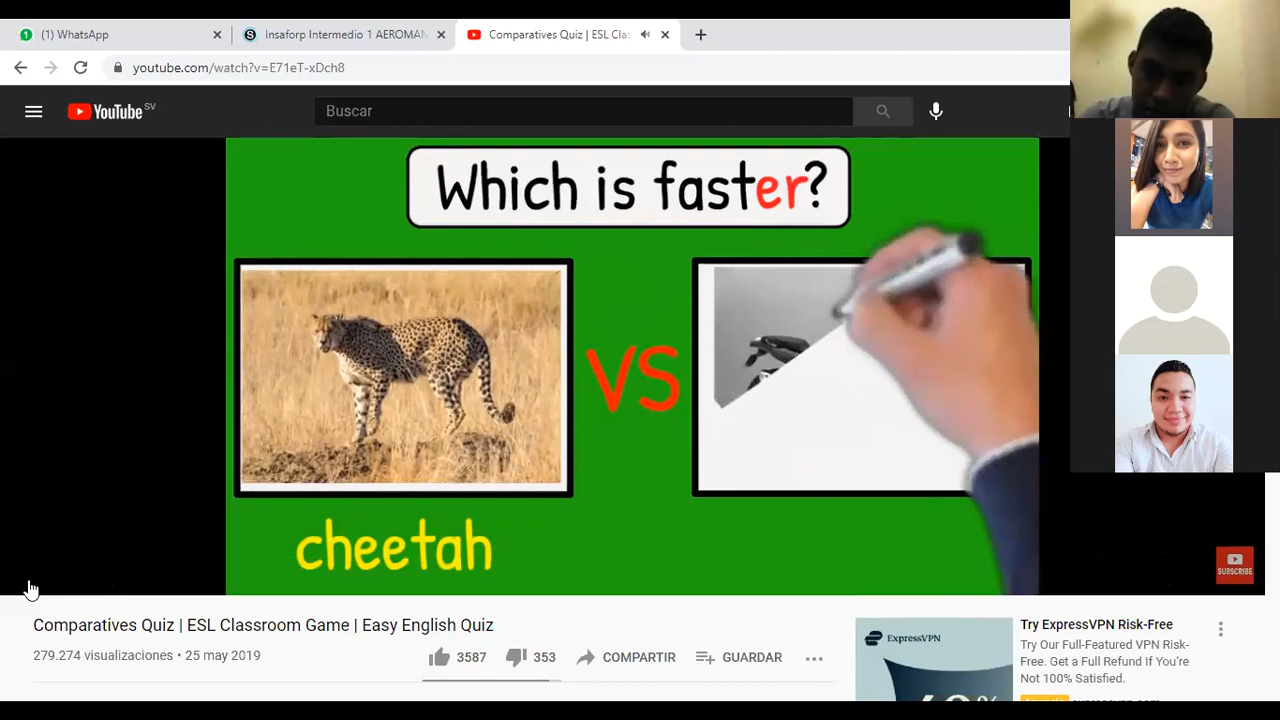 (1) WhatsApp
Insaforp Intermedio 1 AEROMAN
Comparatives Quiz | ESL Clas
youtube.com/watch?v=E71eT-xDch8
YouTube SV
Buscar
Which is faster?
VS
cheetah
SUBSCRIBE
Comparatives Quiz | ESL Classroom Game | Easy English Quiz
279.274 visualizaciones • 25 may 2019
3587
353
COMPARTIR
GUARDAR
ExpressVPN
Try ExpressVPN Risk-Free
Try Our Full-Featured VPN Risk-
Free. Get a Full Refund If You're
Not 100% Satisfied.